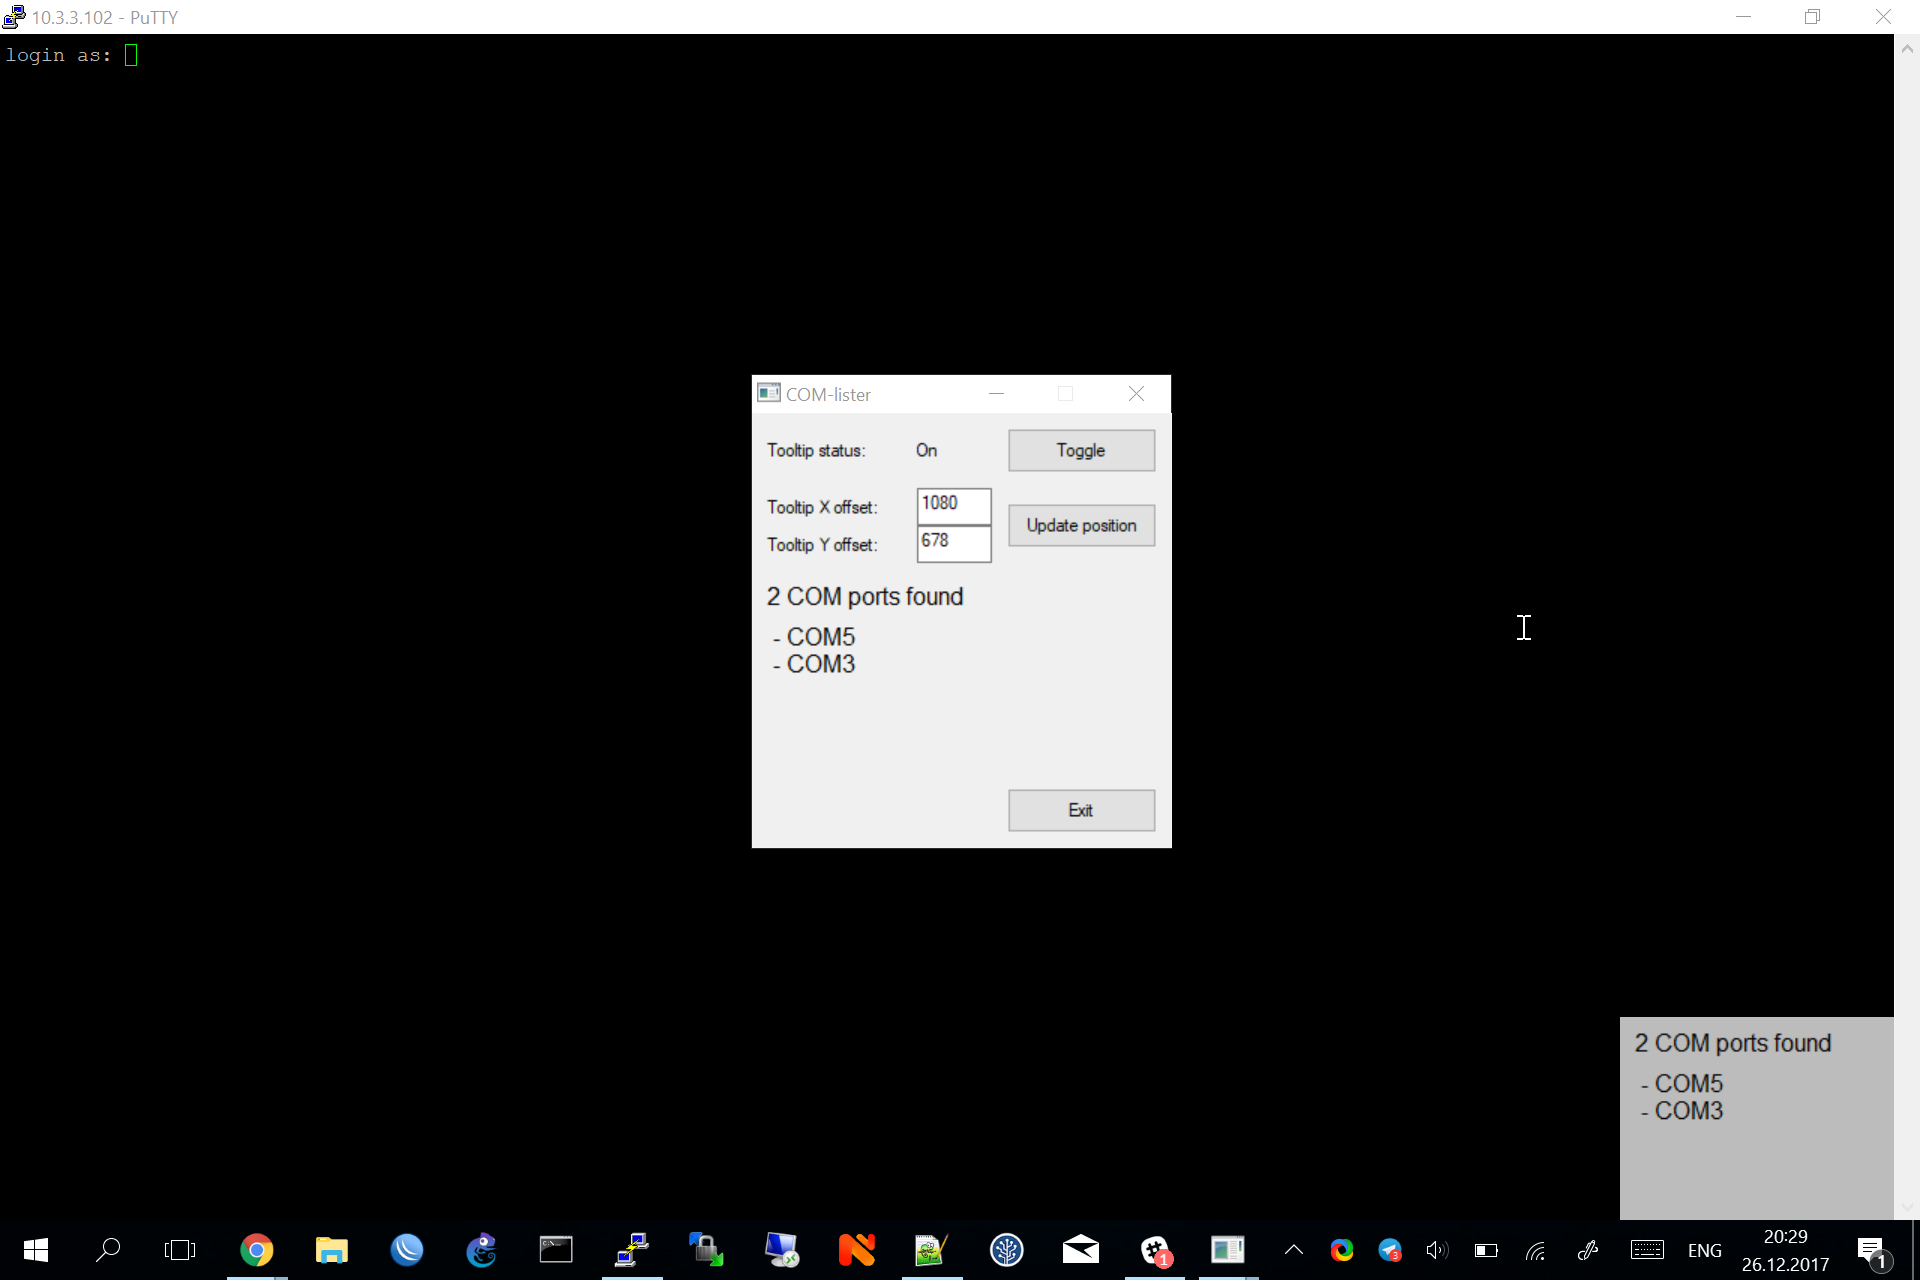 10.3.3.102 - PuTTY
login as:
COM-lister
Tooltip status: On Toggle
Tooltip X offset: 1080
Update position
Tooltip Y offset: 678
2 COM ports found
- COM5
- COM3
Exit
2 COM ports found
- COM5
- COM3
1
3
ENG
20:29
26.12.2017
1